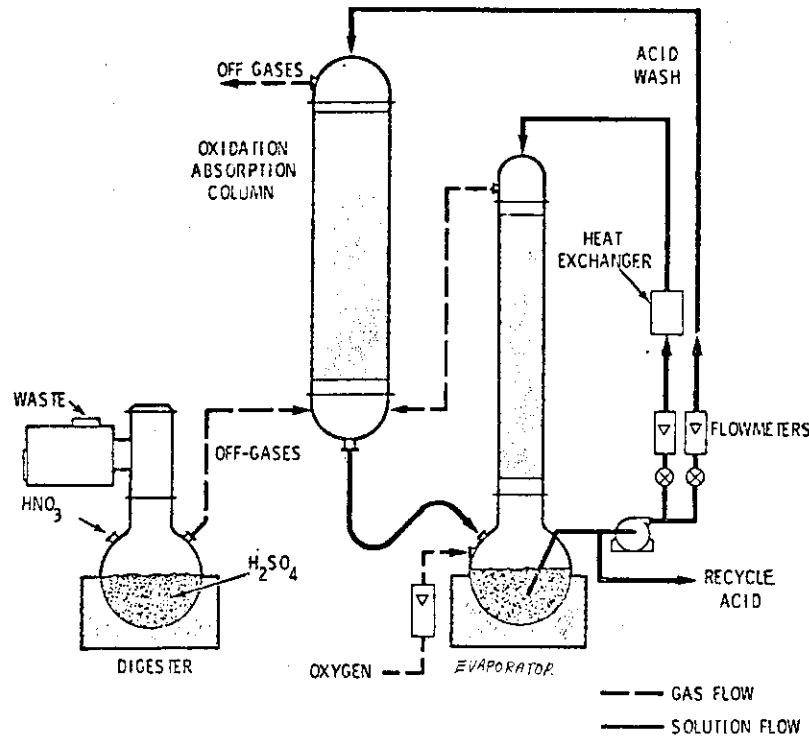 OFF GASES
ACID
WASH
OXIDATION
ABSORPTION
COLUMN
HEAT
EXCHANGER
WASTE
FLOWMETERS
OFF-GASES
HNO3
H2SO4
RECYCLE
ACID
DIGESTER
OXYGEN
EVAPORATOR
GAS FLOW
SOLUTION FLOW